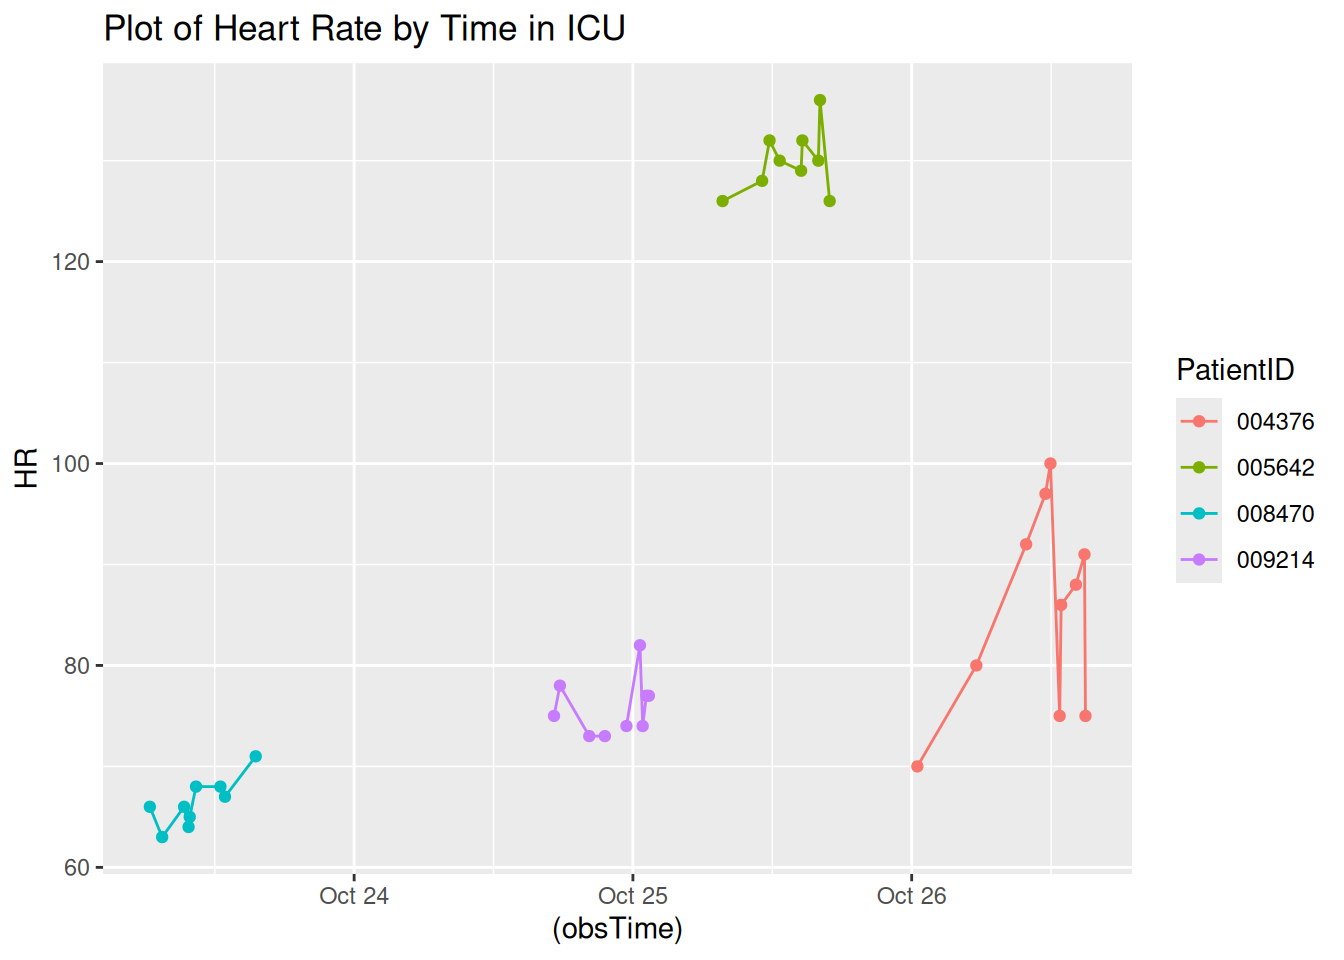 Plot of Heart Rate by Time in ICU
HR
120
100
80
60
Oct 24
Oct 25
Oct 26
(obsTime)
PatientID
004376
005642
008470
009214